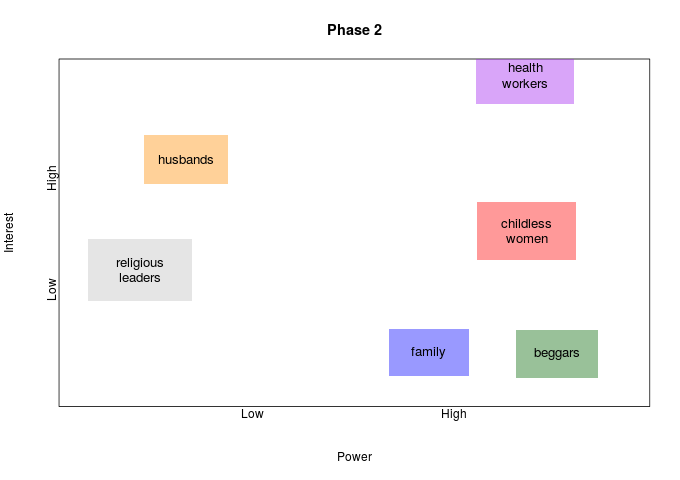 Phase 2
health
workers
husbands
High
childless
women
Interest
religious
leaders
Low
family
beggars
Low
High
Power